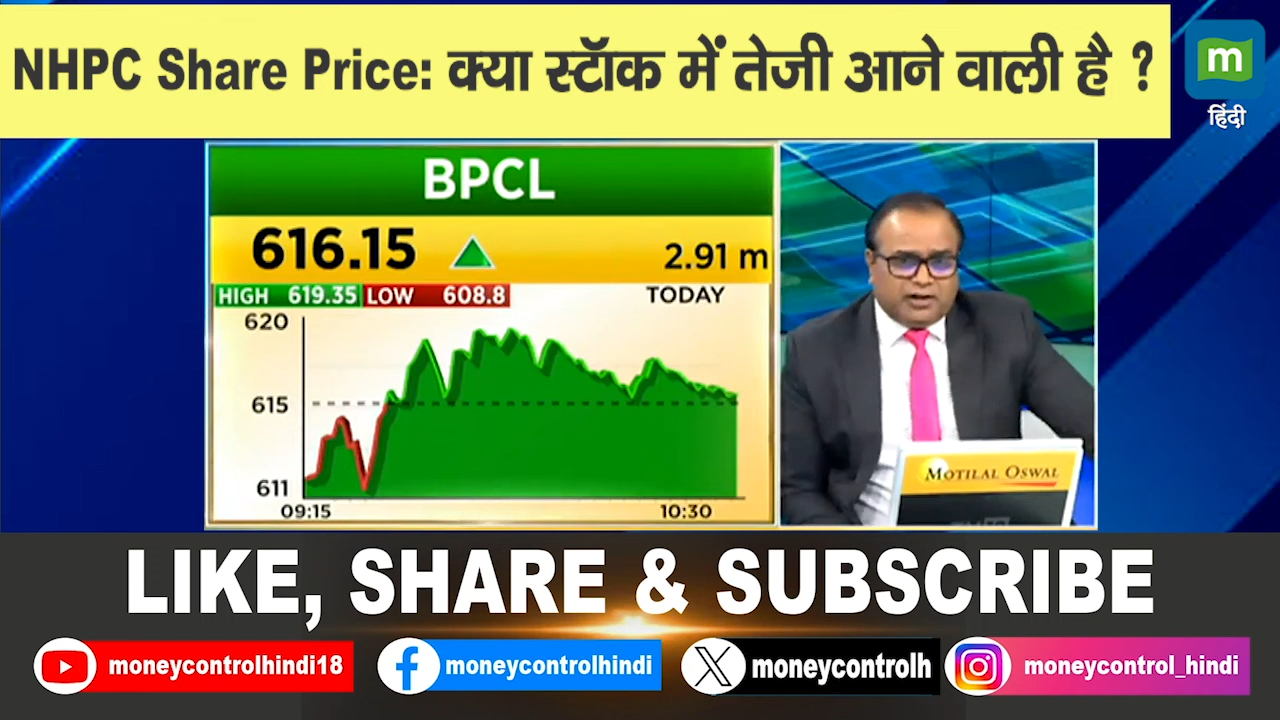 NHPC Share Price: क्या स्टॉक में तेजी आने वाली है ?
m
हिंदी
BPCL
616.15 2.91 m
HIGH 619.35 LOW 608.8 TODAY
620
615
611
09:15 10:30
MOTILAL OSWAL
LIKE, SHARE & SUBSCRIBE
moneycontrolhindi18 moneycontrolhindi moneycontrolh moneycontrol_hindi